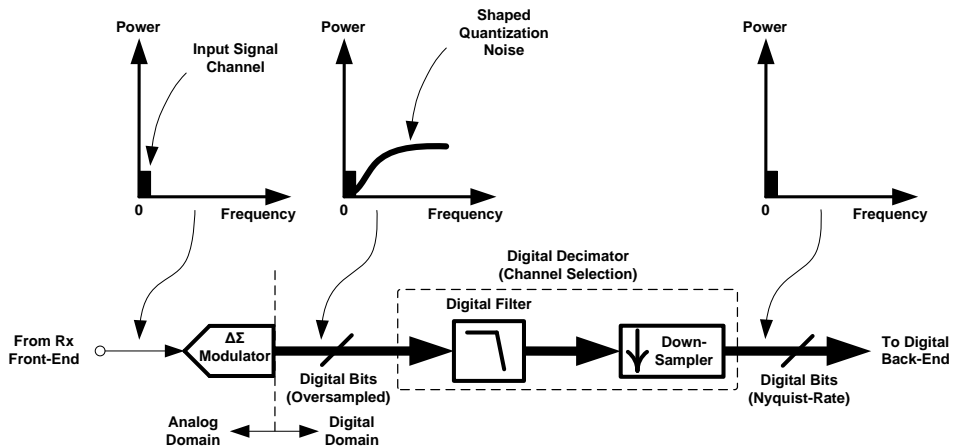 Power
Input Signal
Channel
0
Frequency
Power
Shaped
Quantization
Noise
0
Frequency
Power
0
Frequency
Digital Decimator
(Channel Selection)
From Rx
Front-End
ΔΣ
Modulator
Digital Bits
(Oversampled)
Digital Filter
Down-
Sampler
Digital Bits
(Nyquist-Rate)
To Digital
Back-End
Analog
Domain
Digital
Domain